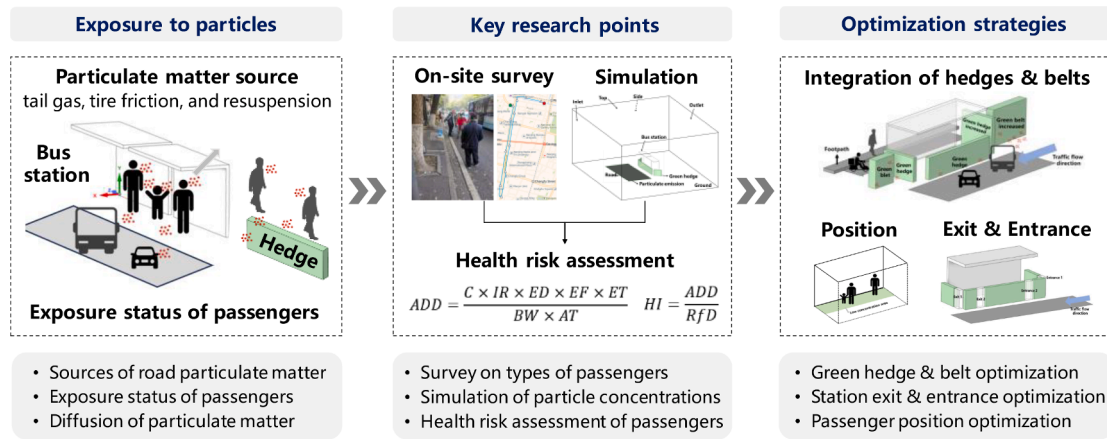 Exposure to particles
Particulate matter source
tail gas, tire friction, and resuspension
Bus
station
Hedge
Exposure status of passengers
• Sources of road particulate matter
• Exposure status of passengers
• Diffusion of particulate matter
Key research points
On-site survey
Simulation
Inlet
Top
Side
Outlet
Bus station
Road
Green hedge
Particulate emission
Ground
Health risk assessment
ADD = C × IR × ED × EF × ET / BW × AT
HI = ADD / RfD
• Survey on types of passengers
• Simulation of particle concentrations
• Health risk assessment of passengers
Optimization strategies
Integration of hedges & belts
Footpath
Green blet
Green hedge
Green hedge
Green hedge increased
Green belt increased
Traffic flow
direction
Position
Exit & Entrance
Entrance 1
Entrance 2
Traffic flow
direction
• Green hedge & belt optimization
• Station exit & entrance optimization
• Passenger position optimization